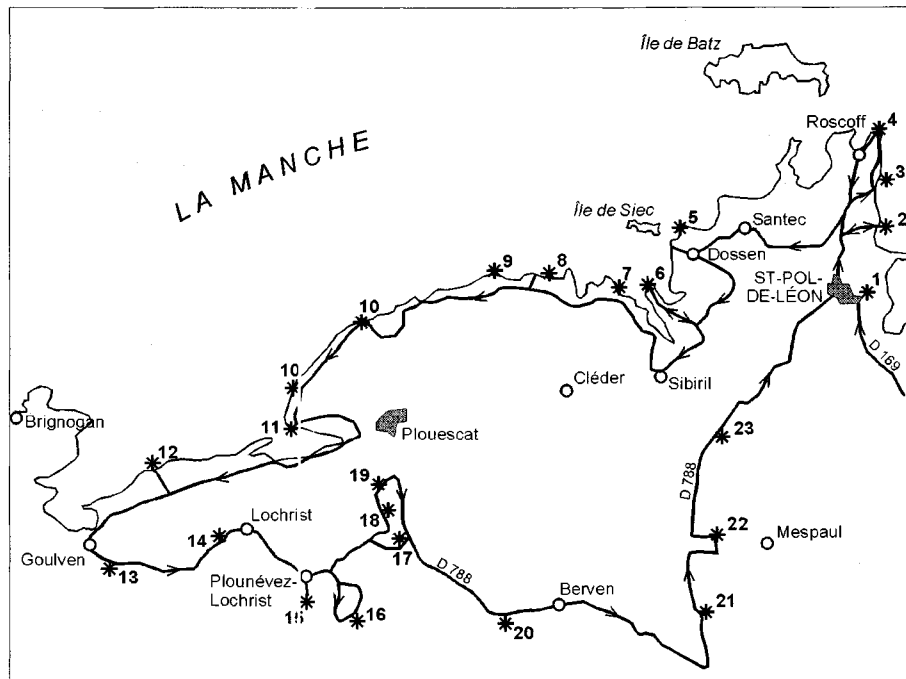 Île de Batz
Roscoff
4
LA MANCHE
3
Île de Siec
5
Santec
2
Dossen
9
8
7
6
ST-POL-
DE-LÉON
1
10
D 169
10
Cléder
Sibiril
Brignogan
11
Plouescat
12
23
19
D 788
18
14
Lochrist
22
Mespaul
Goulven
17
13
D 788
Plounévez-
Lochrist
Berven
15
16
20
21